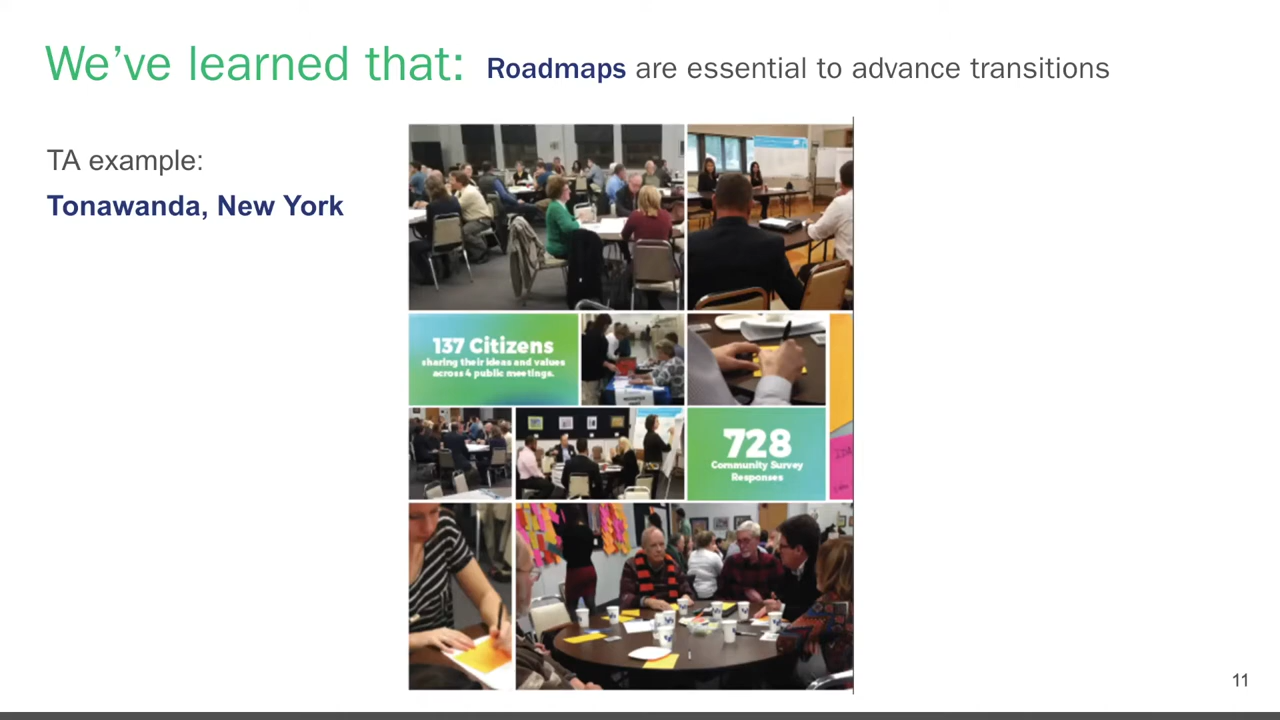 We've learned that: Roadmaps are essential to advance transitions
TA example:
Tonawanda, New York
137 Citizens
sharing their ideas and values
across 4 public meetings.
728
Community Survey
Responses
11